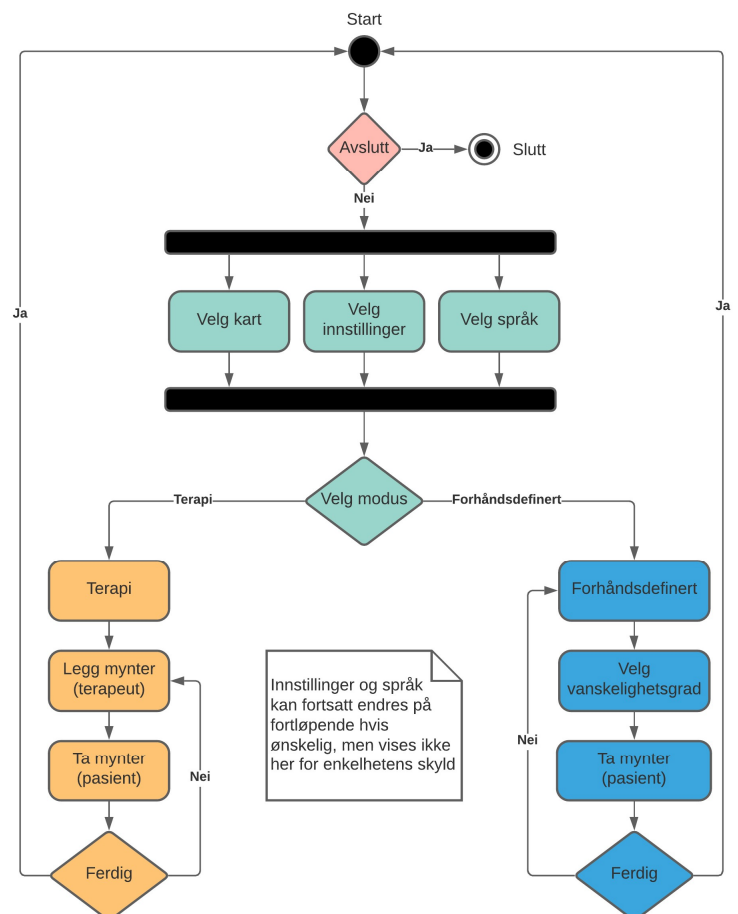 Start
Avslutt
Ja
Slutt
Nei
Velg kart
Velg
innstillinger
Velg språk
Ja
Ja
Velg modus
Terapi
Forhåndsdefinert
Terapi
Forhåndsdefinert
Legg mynter
(terapeut)
Innstillinger og språk
kan fortsatt endres på
fortløpende hvis
ønskelig, men vises ikke
her for enkelhetens skyld
Velg
vanskelighetsgrad
Nei
Ta mynter
(pasient)
Nei
Ta mynter
(pasient)
Ferdig
Ferdig